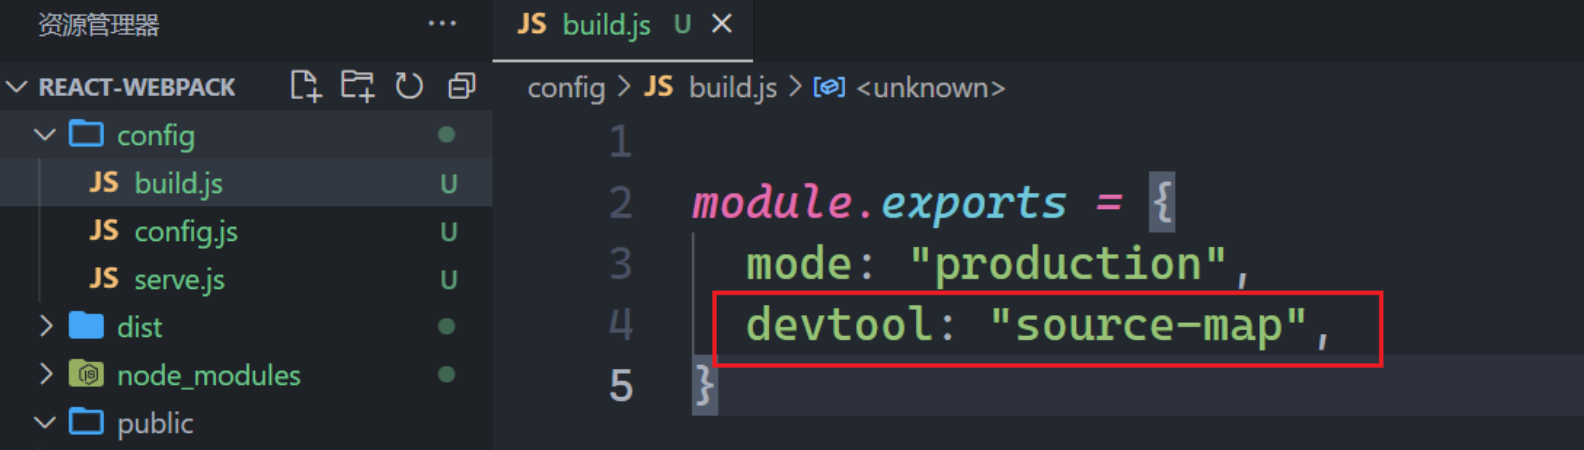 资源管理器 ···
REACT-WEBPACK
config
JS build.js U
JS config.js U
JS serve.js U
dist
node_modules
public
JS build.js U
config > JS build.js > <unknown>
1
2 module.exports = {
3 mode: "production",
4 devtool: "source-map",
5 }